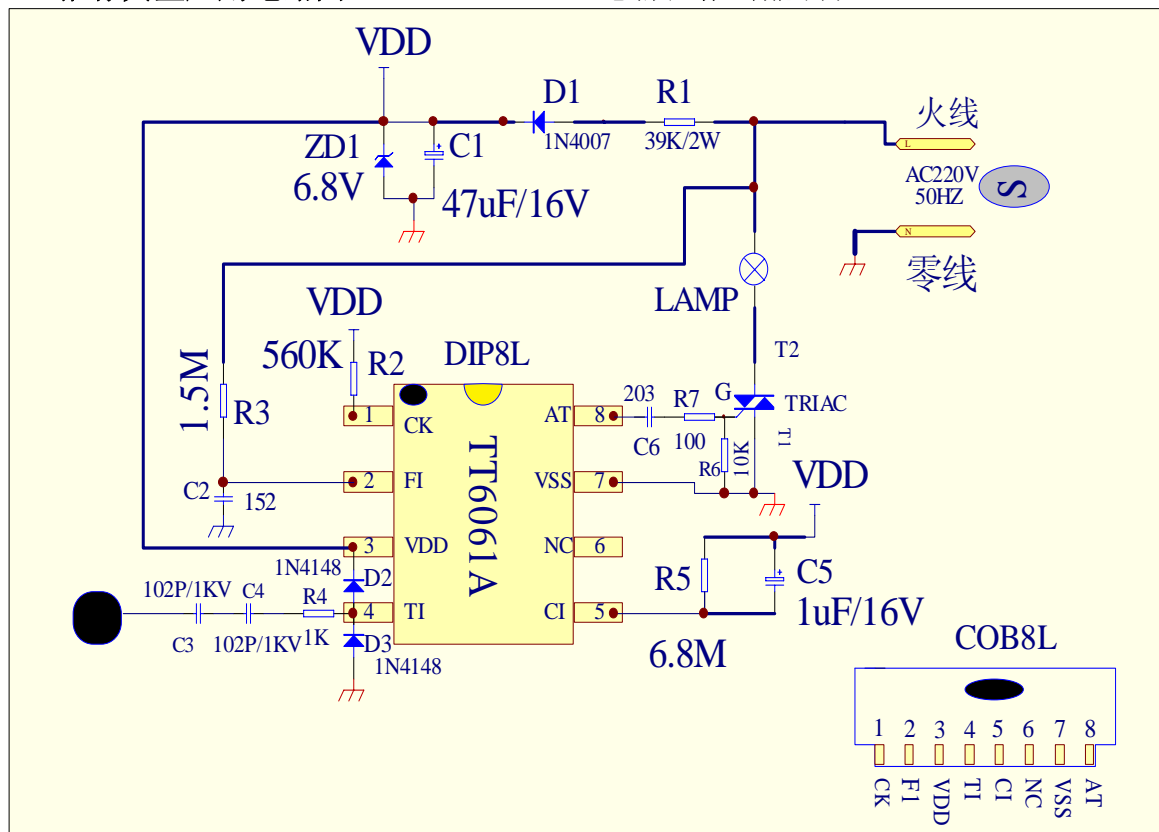 VDD
D1
R1
1N4007
39K/2W
火线
L
AC220V
50HZ
S
N
零线
ZD1
6.8V
C1
47uF/16V
LAMP
VDD
560K
R2
DIP8L
T2
1.5M
R3
G
TRIAC
T1
203
R7
C6
100
R6
10K
1
CK
AT
8
C2
152
2
FI
VSS
7
TT6061A
VDD
3
VDD
NC
6
1N4148
D2
R5
C5
1uF/16V
102P/1KV
C4
R4
4
TI
CI
5
C3
102P/1KV
1K
D3
1N4148
6.8M
COB8L
1 2 3 4 5 6 7 8
CK F1 VDD TI CI NC VSS AT